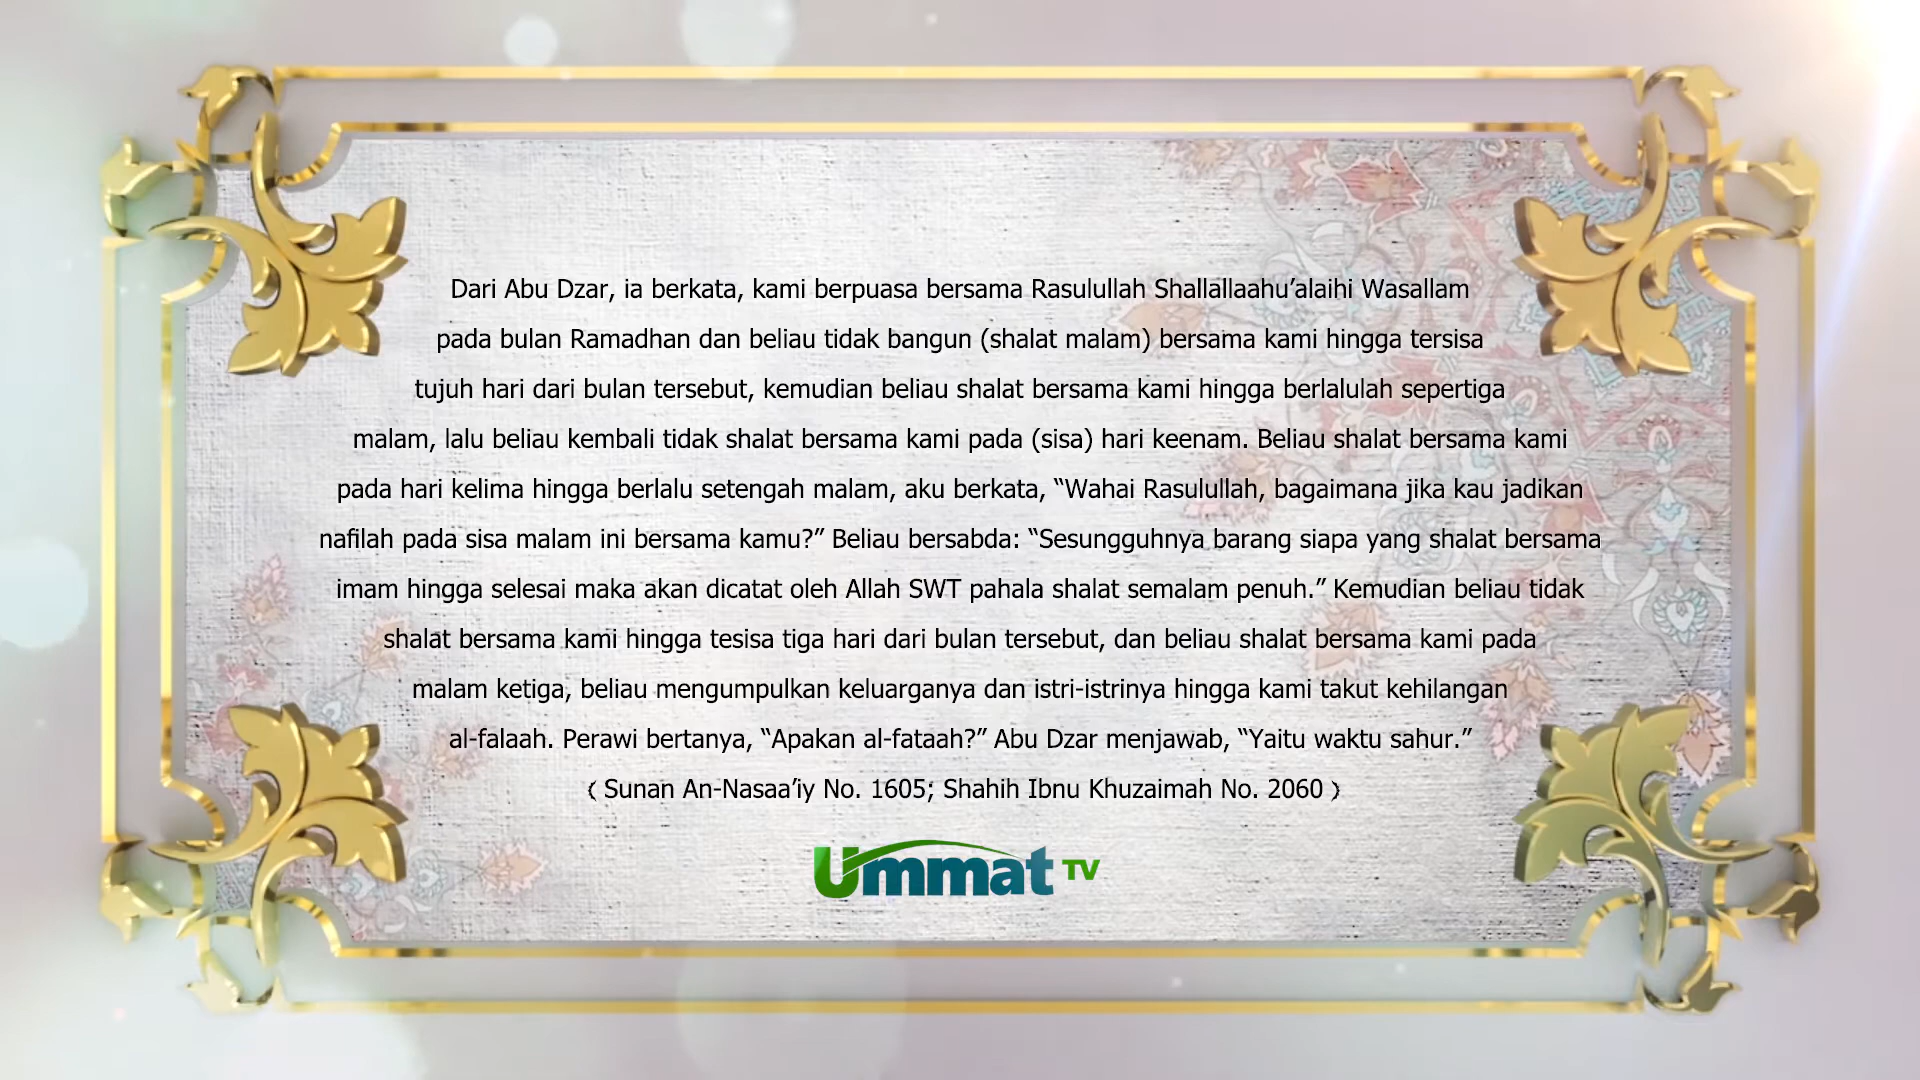 Dari Abu Dzar, ia berkata, kami berpuasa bersama Rasulullah Shallallaahu’alaihi Wasallam
pada bulan Ramadhan dan beliau tidak bangun (shalat malam) bersama kami hingga tersisa
tujuh hari dari bulan tersebut, kemudian beliau shalat bersama kami hingga berlalulah sepertiga
malam, lalu beliau kembali tidak shalat bersama kami pada (sisa) hari keenam. Beliau shalat bersama kami
pada hari kelima hingga berlalu setengah malam, aku berkata, “Wahai Rasulullah, bagaimana jika kau jadikan
nafilah pada sisa malam ini bersama kamu?” Beliau bersabda: “Sesungguhnya barang siapa yang shalat bersama
imam hingga selesai maka akan dicatat oleh Allah SWT pahala shalat semalam penuh.” Kemudian beliau tidak
shalat bersama kami hingga tesisa tiga hari dari bulan tersebut, dan beliau shalat bersama kami pada
malam ketiga, beliau mengumpulkan keluarganya dan istri-istrinya hingga kami takut kehilangan
al-falaah. Perawi bertanya, “Apakan al-fataah?” Abu Dzar menjawab, “Yaitu waktu sahur.”
( Sunan An-Nasaa’iy No. 1605; Shahih Ibnu Khuzaimah No. 2060 )
Ummat TV